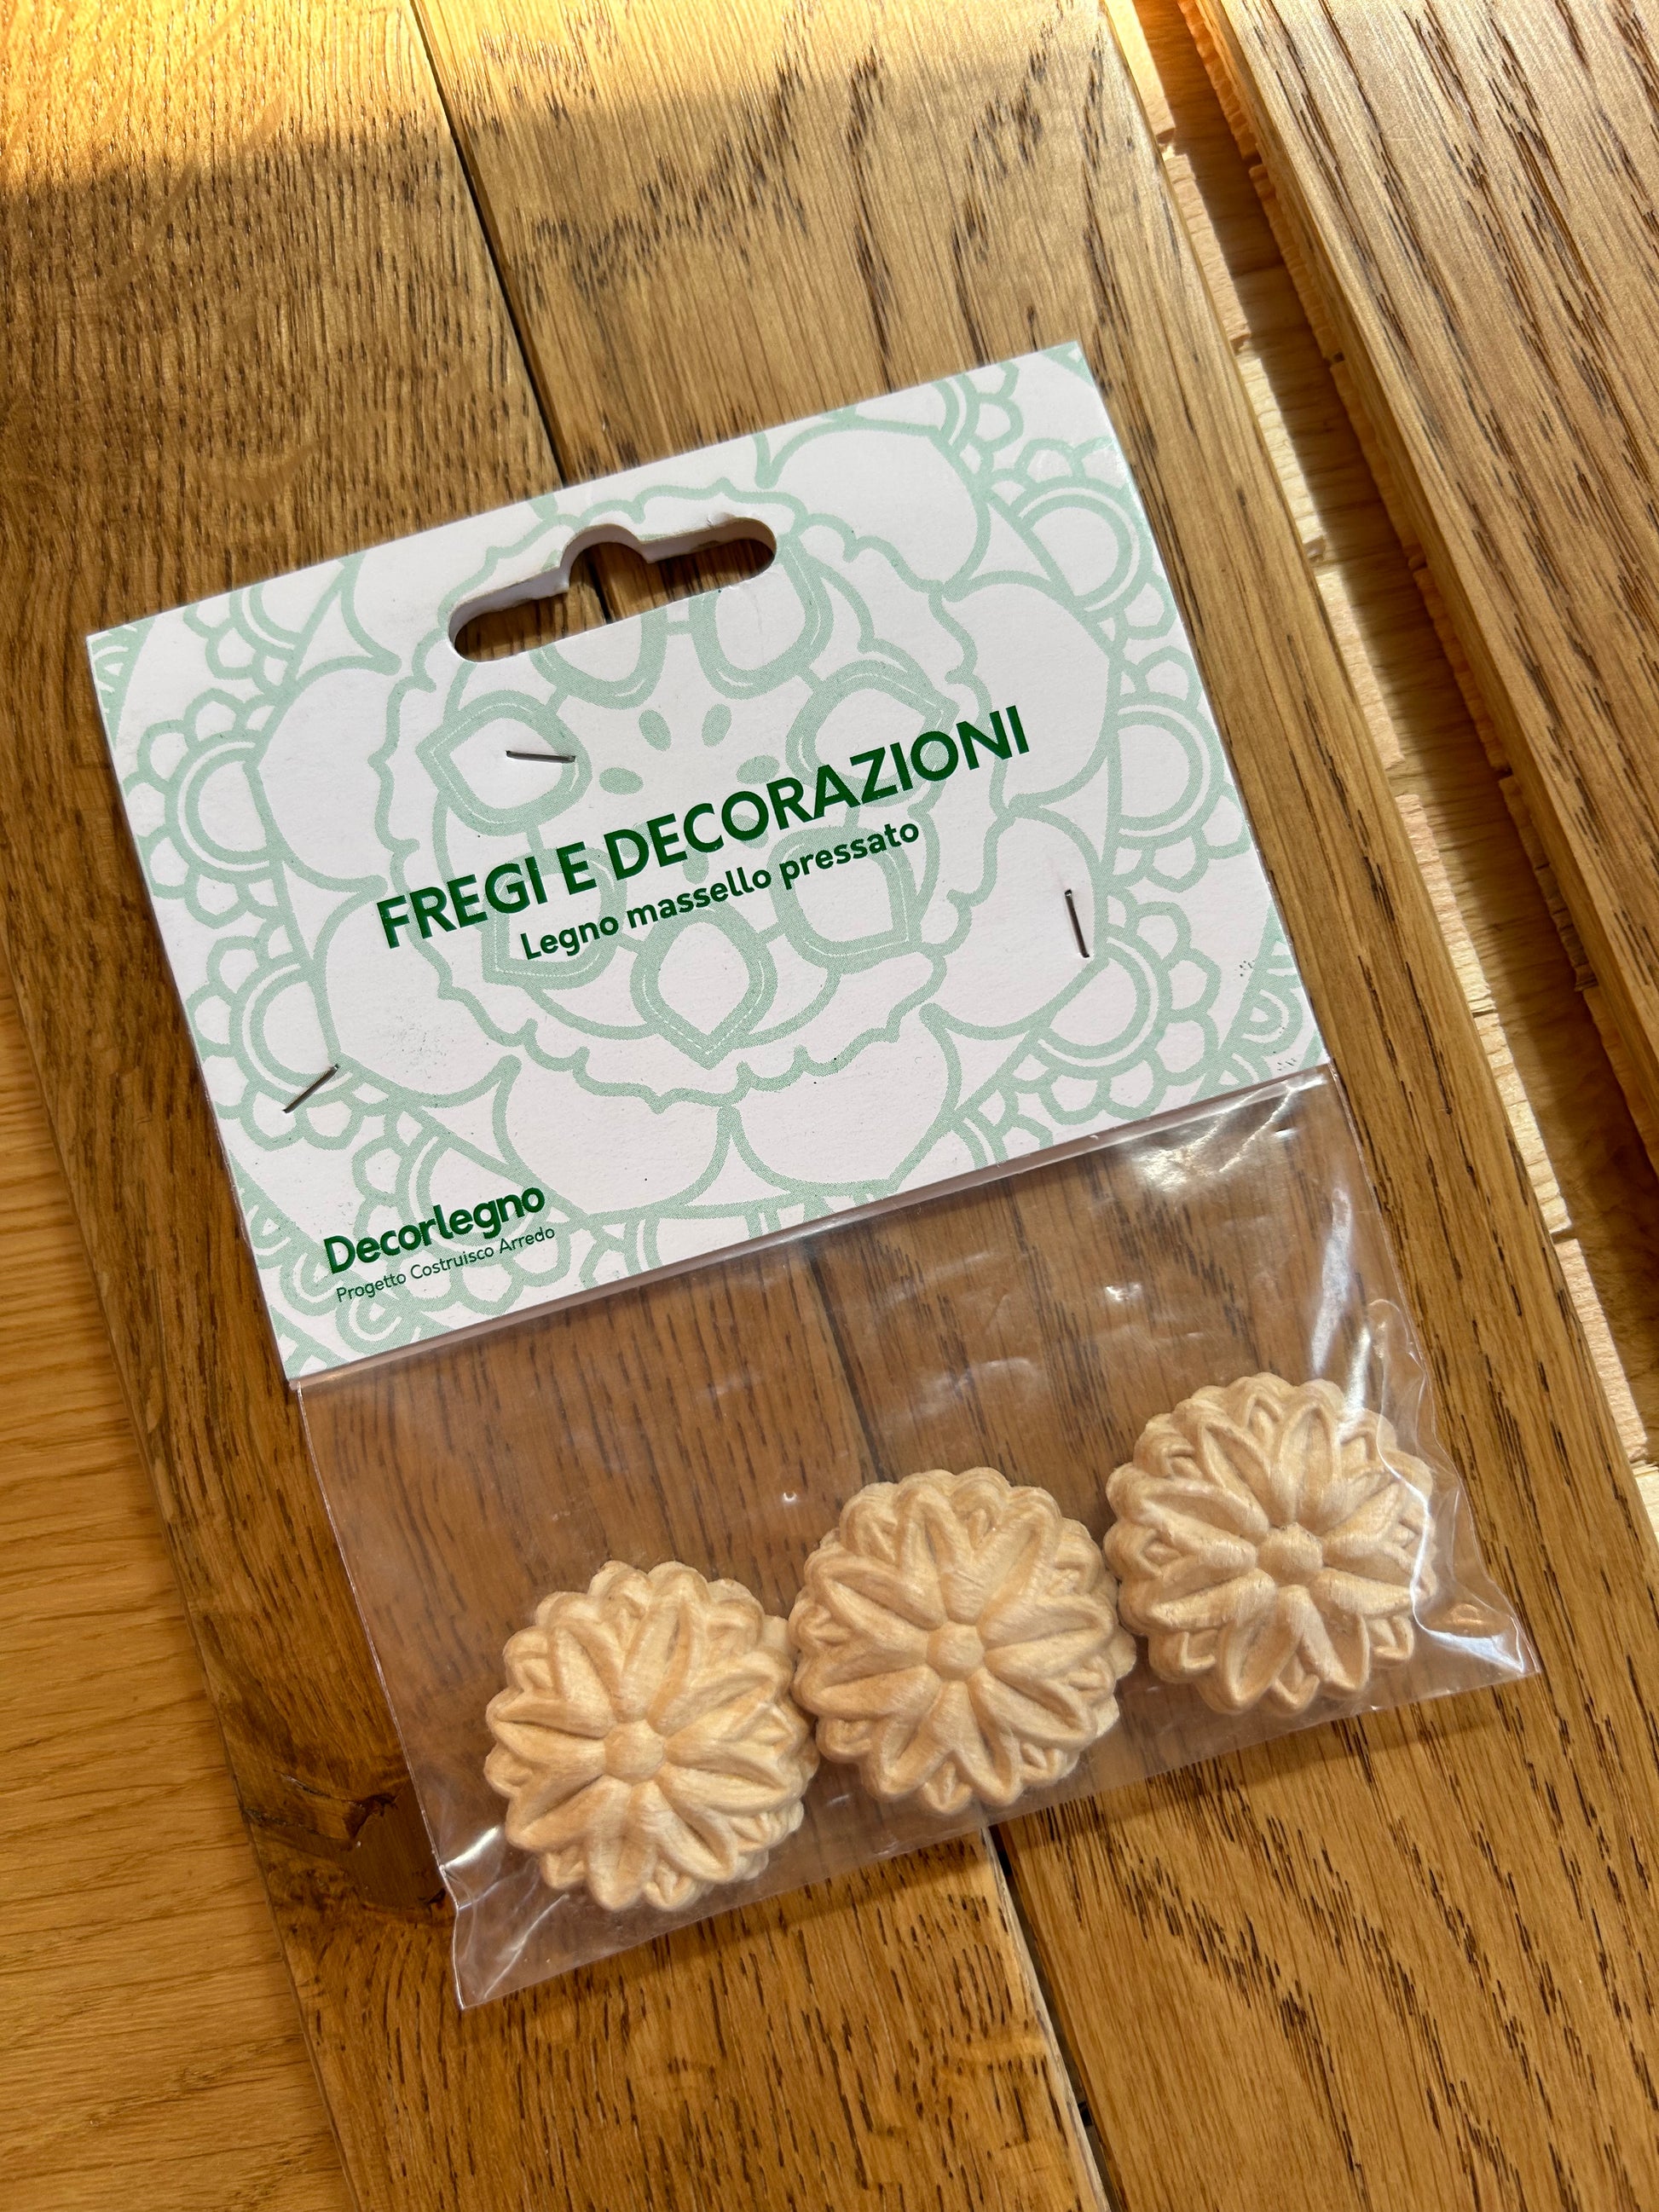 FREGI E DECORAZIONI
Legno massello pressato
Decorlegno
Progetto Costruisco Arredo